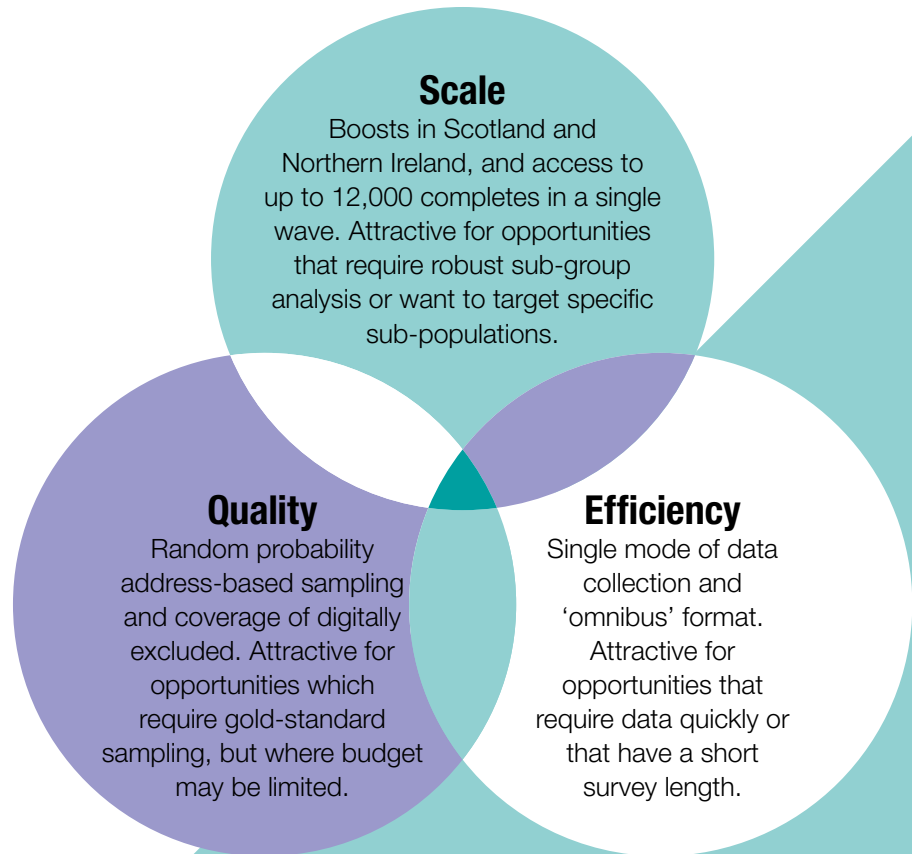 Scale
Boosts in Scotland and
Northern Ireland, and access to
up to 12,000 completes in a single
wave. Attractive for opportunities
that require robust sub-group
analysis or want to target specific
sub-populations.
Quality
Random probability
address-based sampling
and coverage of digitally
excluded. Attractive for
opportunities which
require gold-standard
sampling, but where budget
may be limited.
Efficiency
Single mode of data
collection and
‘omnibus’ format.
Attractive for
opportunities that
require data quickly or
that have a short
survey length.